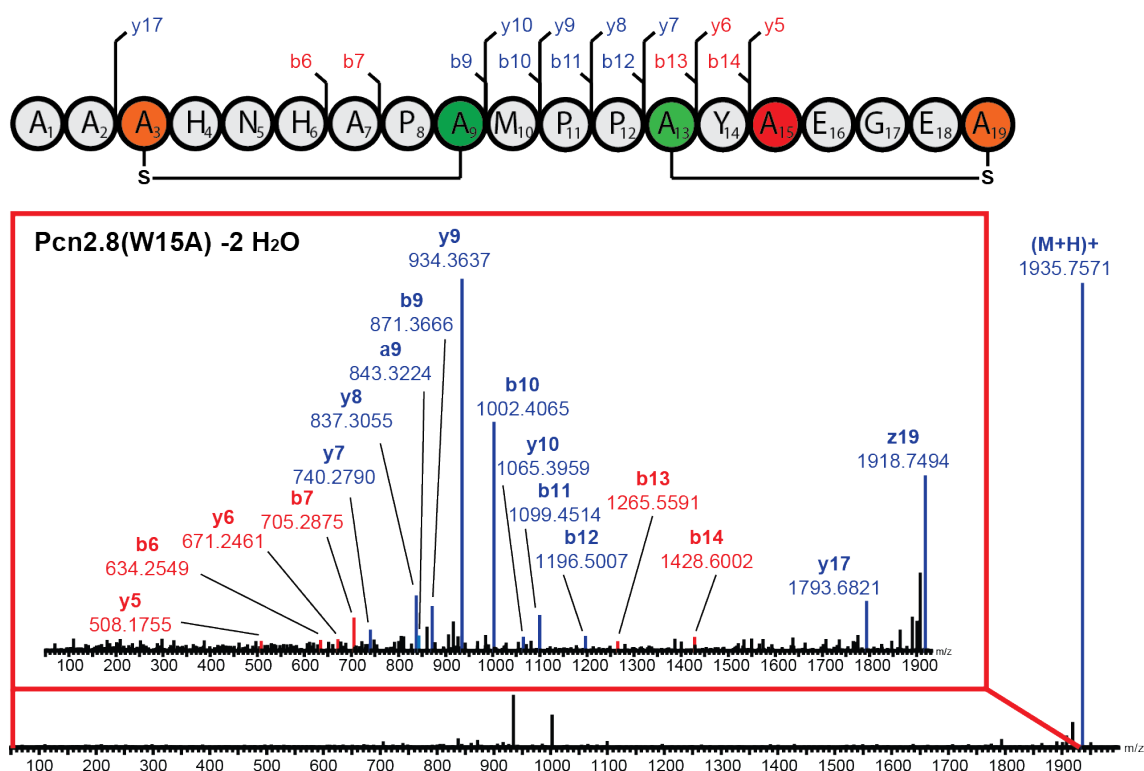 y17 y10 y9 y8 y7 y6 y5
b6 b7 b9 b10 b11 b12 b13 b14
A1 A2 A3 H4 N5 H6 A7 P8 A9 M10 P11 P12 A13 Y14 A15 E16 G17 E18 A19
S S
Pcn2.8(W15A) -2 H2O
y9
934.3637
(M+H)+
1935.7571
b9
871.3666
a9
843.3224
b10
1002.4065
y8
837.3055
y10
1065.3959
z19
1918.7494
y7
740.2790
b11
1099.4514
b13
1265.5591
b7
705.2875
y6
671.2461
b12
1196.5007
b14
1428.6002
b6
634.2549
y17
1793.6821
y5
508.1755
100 200 300 400 500 600 700 800 900 1000 1100 1200 1300 1400 1500 1600 1700 1800 1900 m/z
100 200 300 400 500 600 700 800 900 1000 1100 1200 1300 1400 1500 1600 1700 1800 1900 m/z